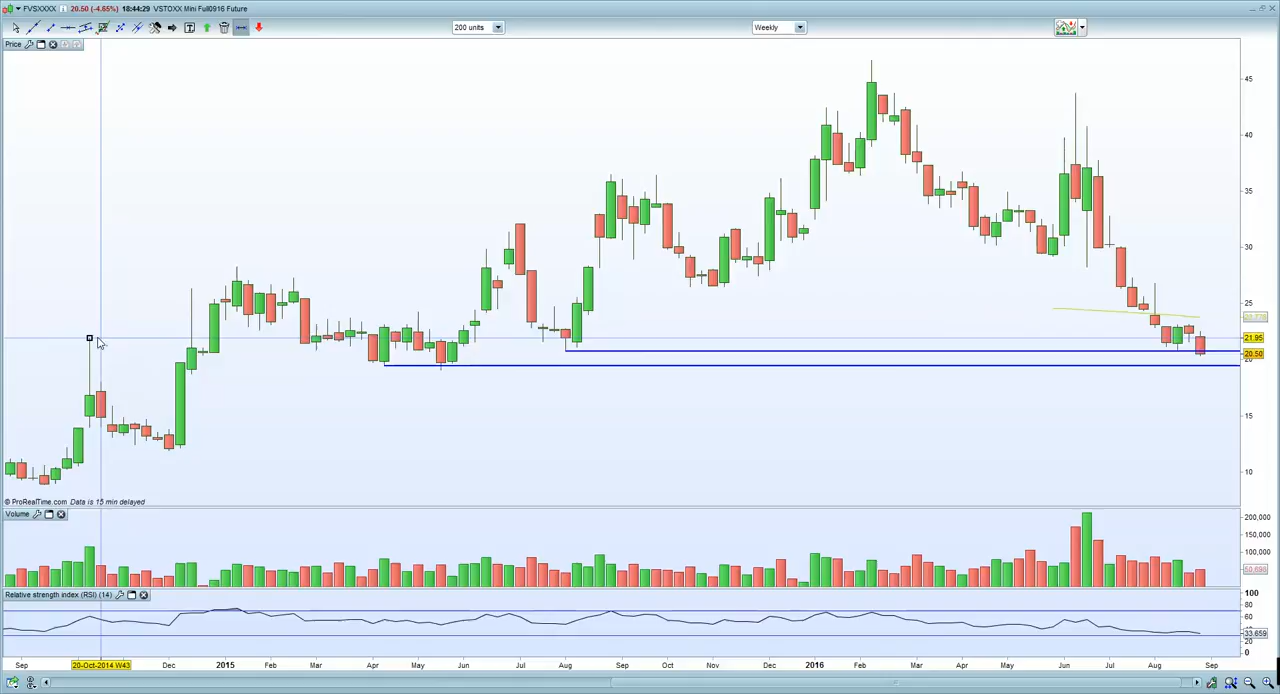 FVSXXXX 20.50 (-4.65%) 18:44:29 VSTOXX Mini Full0916 Future
200 units
Weekly
Price
45
40
35
30
25
21.95
20.50
20
15
10
© ProRealTime.com Data is 15 min delayed
Volume
200,000
150,000
100,000
50,698
Relative strength index (RSI) (14)
100
80
60
40
33.659
20
0
Sep 20-Oct-2014 W43 Dec 2015 Feb Mar Apr May Jun Jul Aug Sep Oct Nov Dec 2016 Feb Mar Apr May Jun Jul Aug Sep